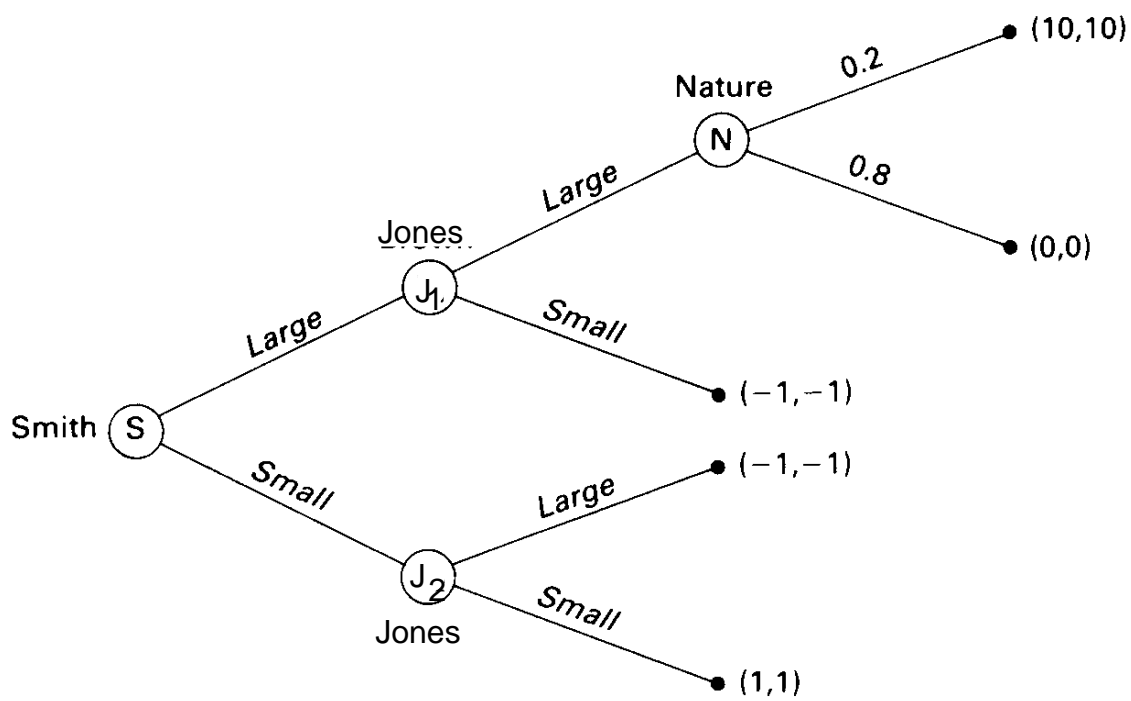 (10,10)
0.2
Nature
N
0.8
Large
(0,0)
Jones
J1
Large
Small
(−1,−1)
Smith
S
(−1,−1)
Small
Large
J2
Small
Jones
(1,1)